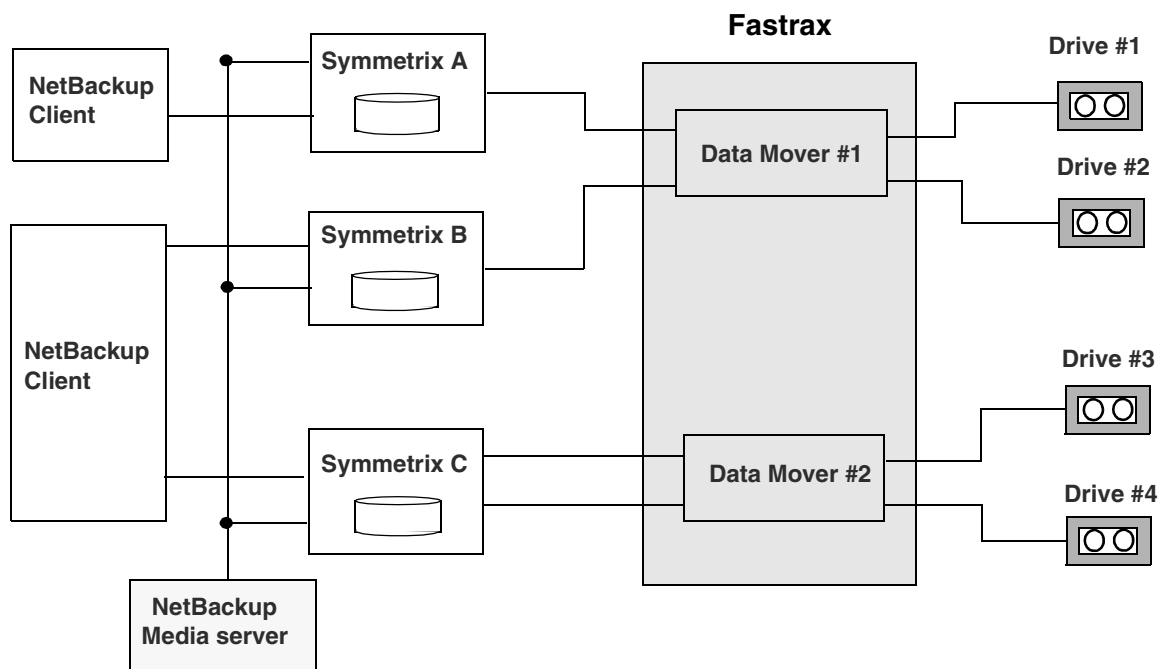 Fastrax
Drive #1
NetBackup
Client
Symmetrix A
Data Mover #1
Drive #2
Symmetrix B
NetBackup
Client
Drive #3
Symmetrix C
Data Mover #2
Drive #4
NetBackup
Media server